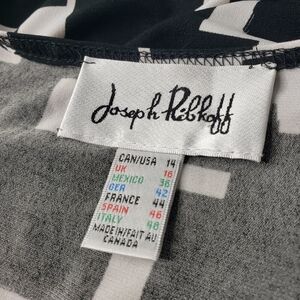 Joseph Ribkoff
CAN/USA 14
UK 16
MEXICO 38
GER 42
FRANCE 44
SPAIN 46
ITALY 48
MADE IN/FAIT AU
CANADA